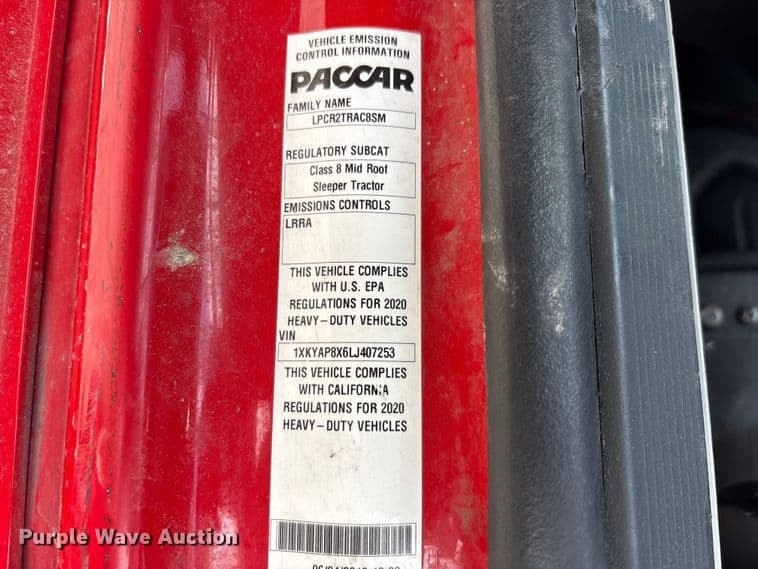 VEHICLE EMISSION
CONTROL INFORMATION
PACCAR
FAMILY NAME
LPCR2TRAC8SM
REGULATORY SUBCAT
Class 8 Mid Roof
Sleeper Tractor
EMISSIONS CONTROLS
LRRA
THIS VEHICLE COMPLIES
WITH U.S. EPA
REGULATIONS FOR 2020
HEAVY-DUTY VEHICLES
VIN
1XKYAP8X6LJ407253
THIS VEHICLE COMPLIES
WITH CALIFORNIA
REGULATIONS FOR 2020
HEAVY-DUTY VEHICLES
Purple Wave Auction